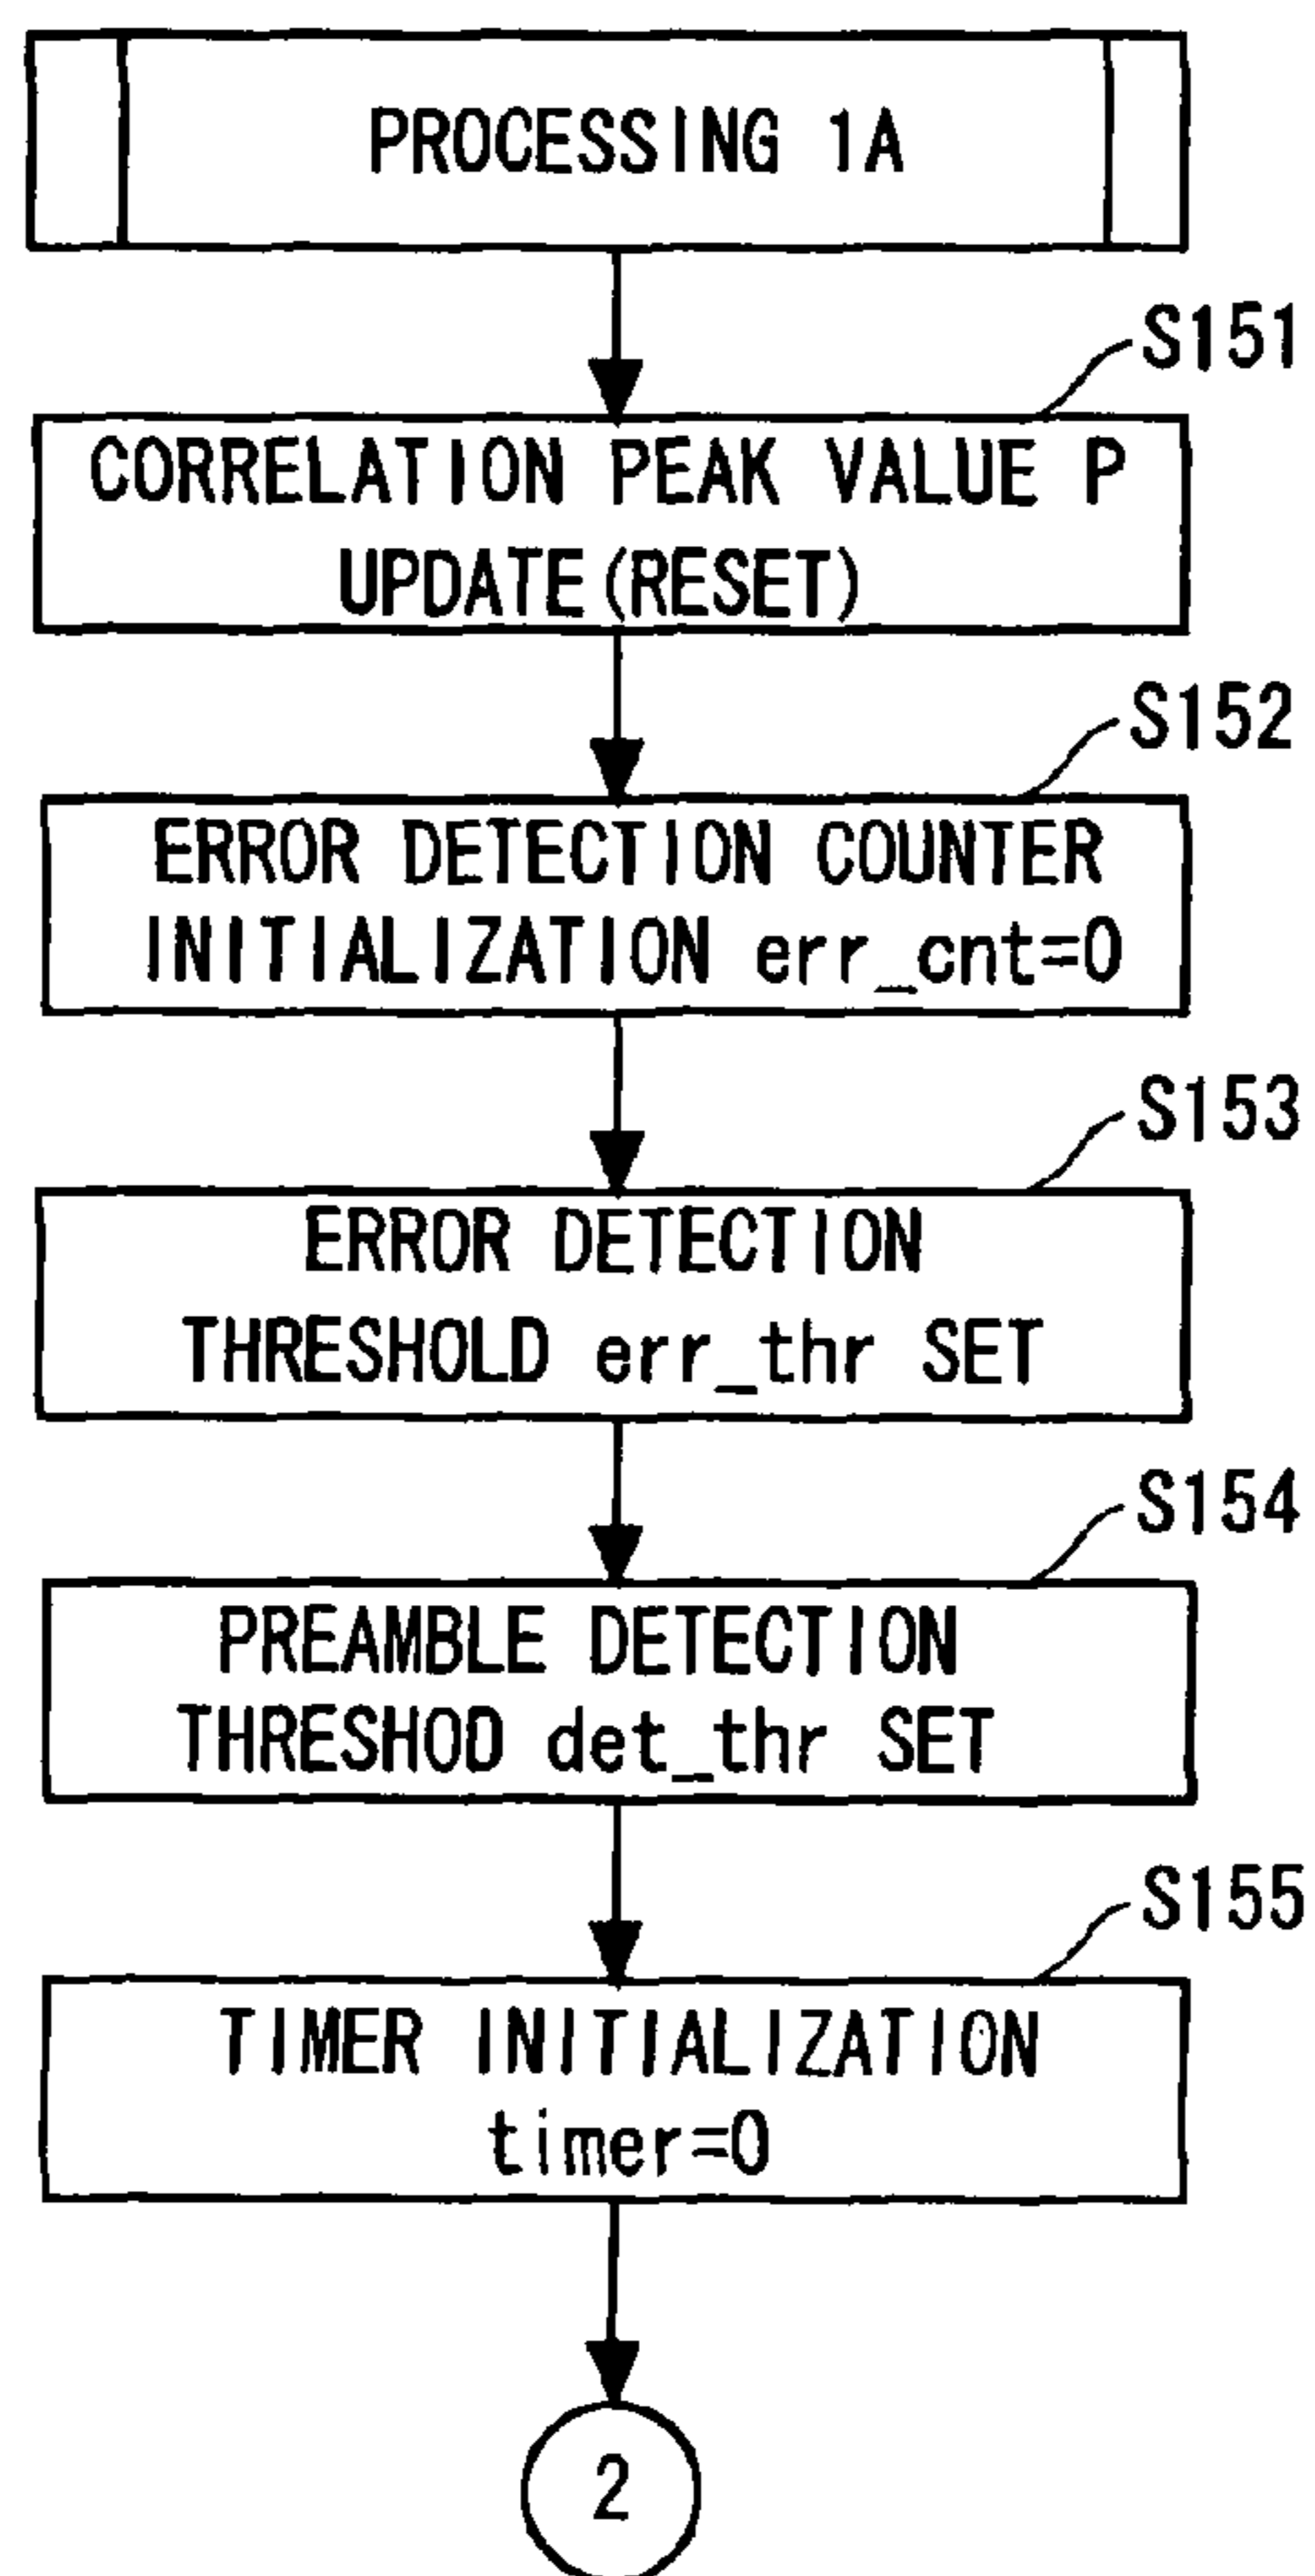 PROCESSING 1A
S151
CORRELATION PEAK VALUE P
UPDATE(RESET)
S152
ERROR DETECTION COUNTER
INITIALIZATION err_cnt=0
S153
ERROR DETECTION
THRESHOLD err_thr SET
S154
PREAMBLE DETECTION
THRESHOD det_thr SET
S155
TIMER INITIALIZATION
timer=0
2